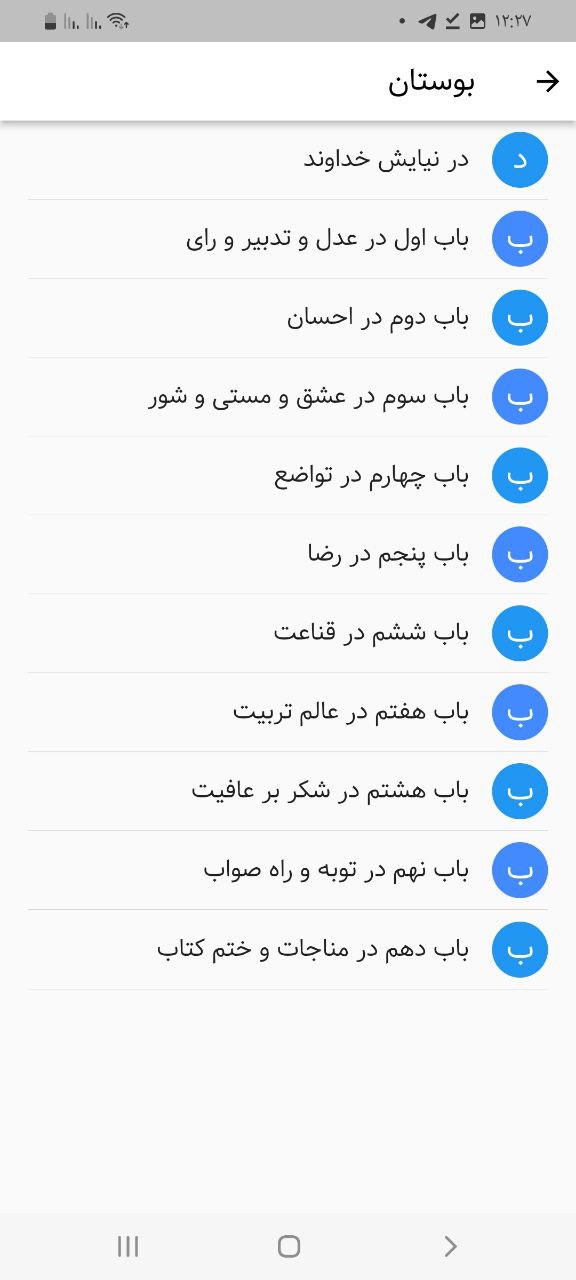 ۱۲:۲۷
بوستان
د
در نیایش خداوند
ب
باب اول در عدل و تدبیر و رای
ب
باب دوم در احسان
ب
باب سوم در عشق و مستی و شور
ب
باب چهارم در تواضع
ب
باب پنجم در رضا
ب
باب ششم در قناعت
ب
باب هفتم در عالم تربیت
ب
باب هشتم در شکر بر عافیت
ب
باب نهم در توبه و راه صواب
ب
باب دهم در مناجات و ختم کتاب